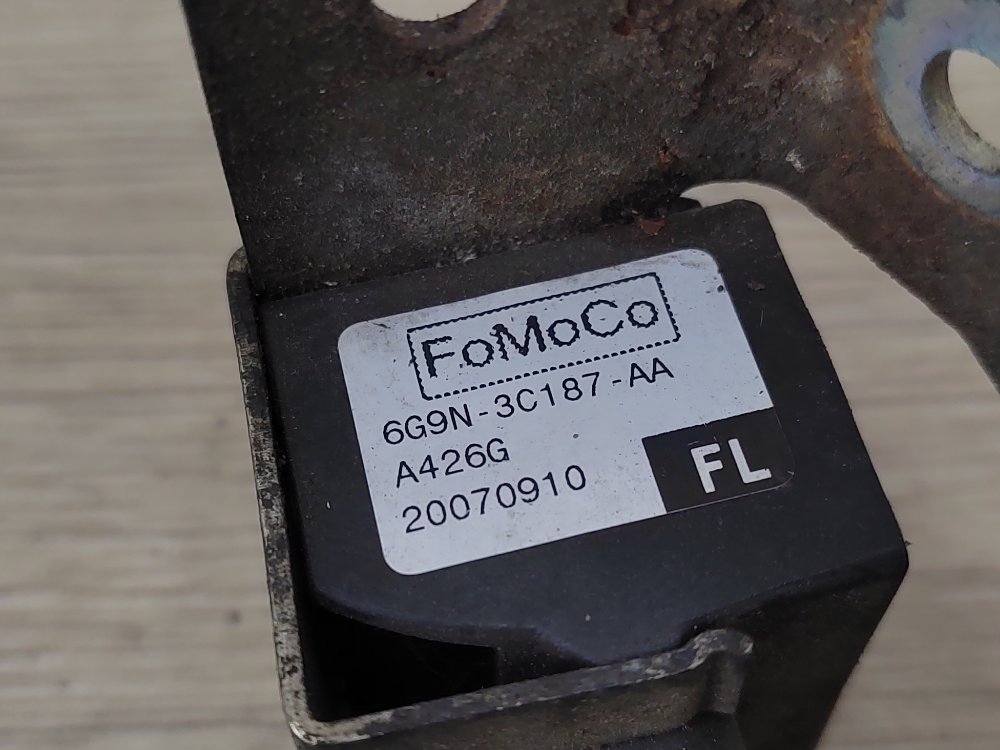 FoMoCo
6G9N-3C187-AA
A426G
20070910
FL